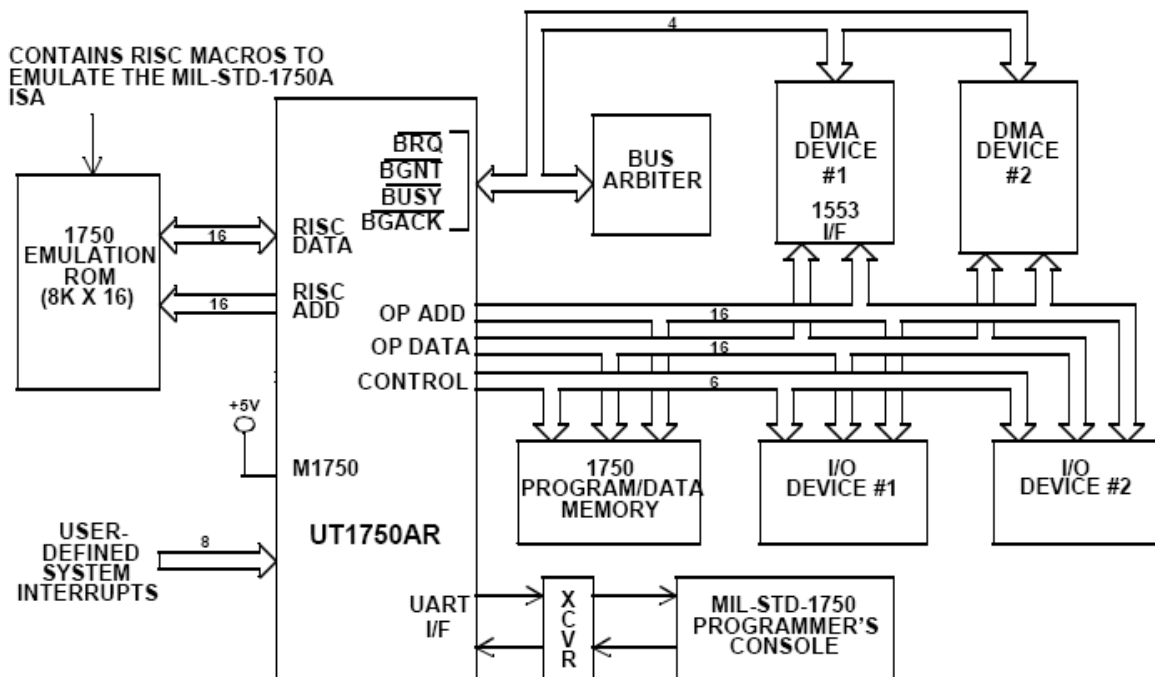 CONTAINS RISC MACROS TO
EMULATE THE MIL-STD-1750A
ISA
1750
EMULATION
ROM
(8K X 16)
16
16
RISC
DATA
RISC
ADD
+5V
M1750
USER-
DEFINED
SYSTEM
INTERRUPTS
8
UT1750AR
BRQ
BGNT
BUSY
BGACK
4
BUS
ARBITER
DMA
DEVICE
#1
1553
I/F
DMA
DEVICE
#2
OP ADD
16
OP DATA
16
CONTROL
6
1750
PROGRAM/DATA
MEMORY
I/O
DEVICE #1
I/O
DEVICE #2
UART
I/F
XCVR
MIL-STD-1750
PROGRAMMER'S
CONSOLE